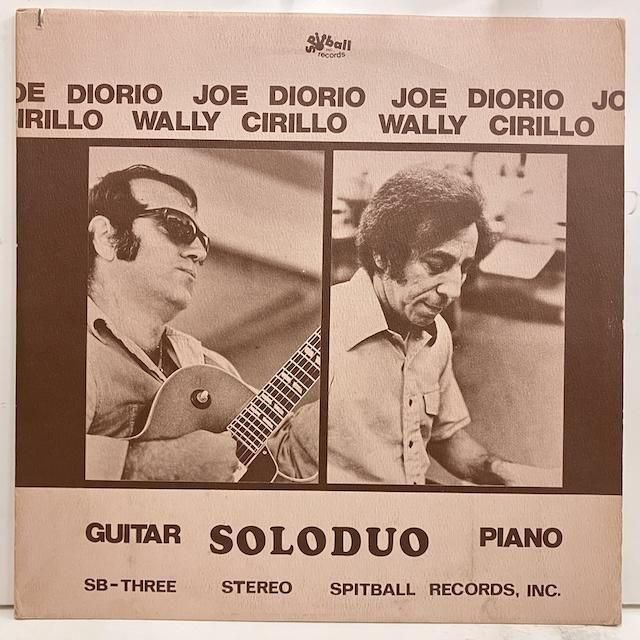 spitball
inc.
records
OE DIORIO JOE DIORIO JOE DIORIO JO
IRILLO WALLY CIRILLO WALLY CIRILLO
GUITAR SOLODUO PIANO
SB-THREE STEREO SPITBALL RECORDS, INC.